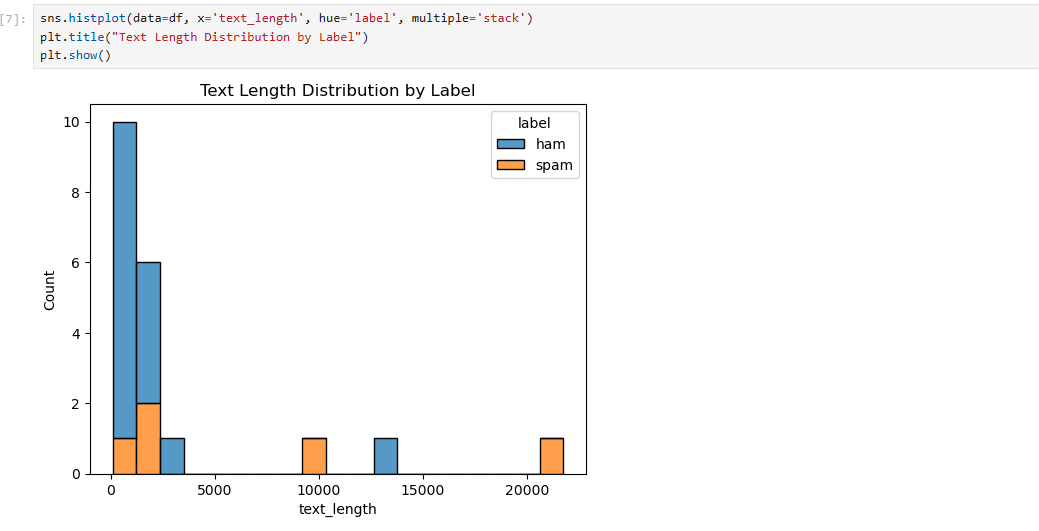 [7]:
sns.histplot(data=df, x='text_length', hue='label', multiple='stack')
plt.title("Text Length Distribution by Label")
plt.show()
Text Length Distribution by Label
label
ham
spam
10
8
6
4
2
0
Count
0 5000 10000 15000 20000
text_length